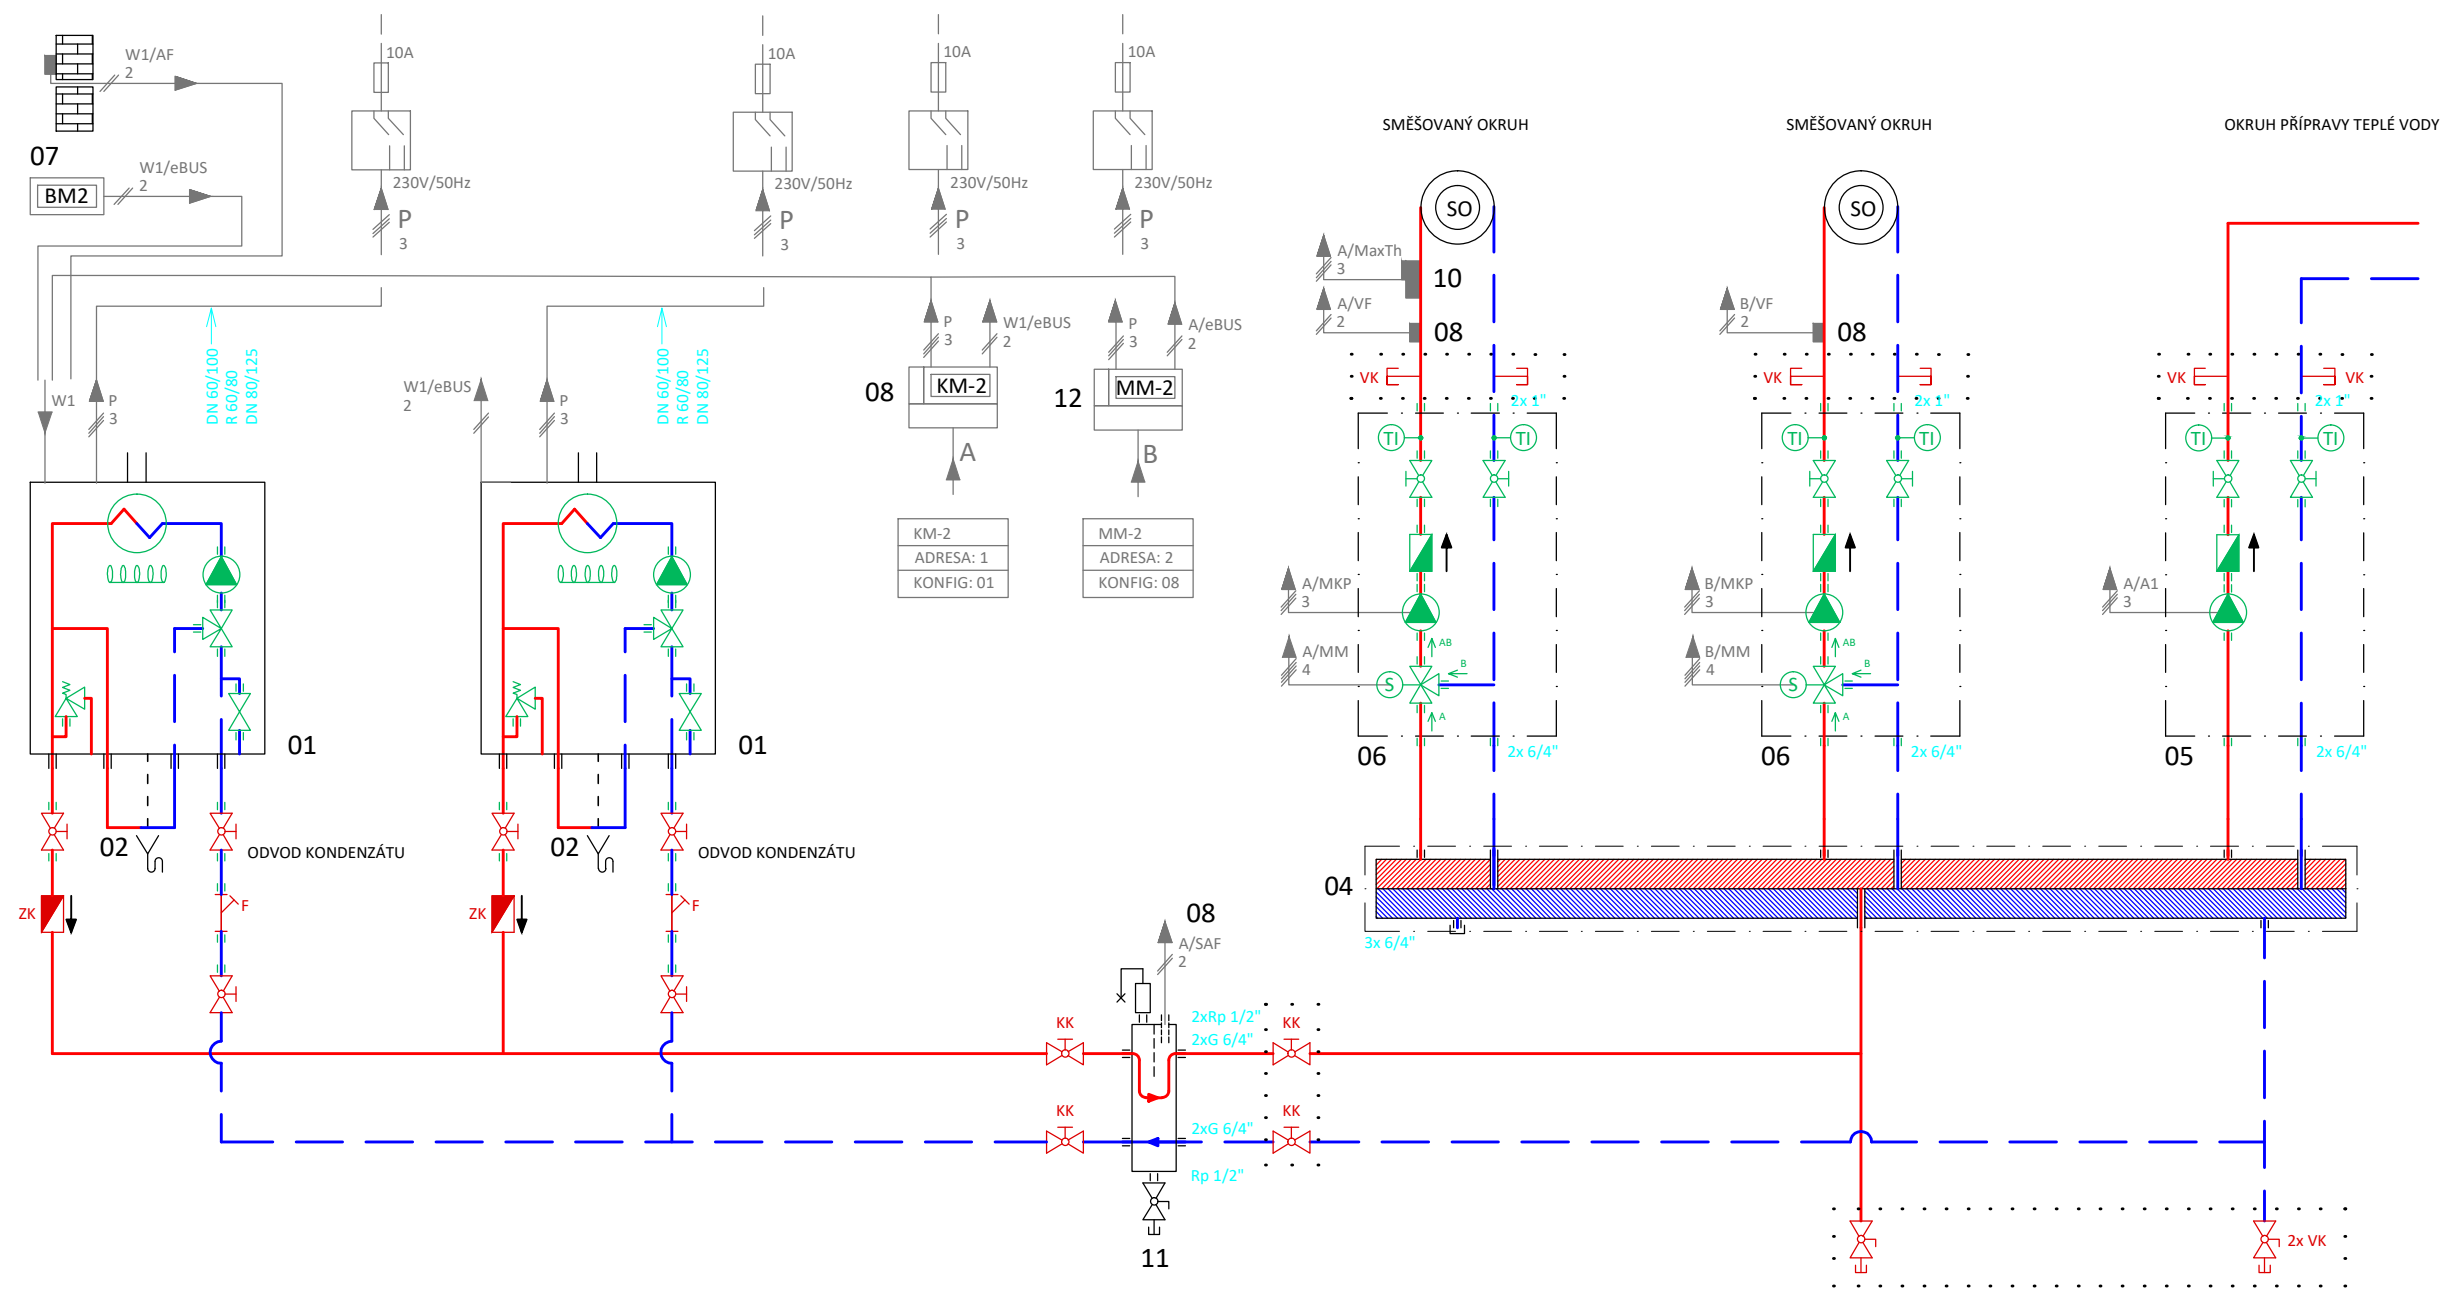 W1/AF
2
10A
10A
10A
10A
07
W1/eBUS
2
BM2
230V/50Hz
230V/50Hz
230V/50Hz
230V/50Hz
P
3
P
3
P
3
P
3
SMĚŠOVANÝ OKRUH
SMĚŠOVANÝ OKRUH
OKRUH PŘÍPRAVY TEPLÉ VODY
SO
SO
A/MaxTh
3
10
A/VF
2
08
B/VF
2
08
W1
P
3
DN 60/100
R 60/80
DN 80/125
W1/eBUS
2
P
3
DN 60/100
R 60/80
DN 80/125
P
3
W1/eBUS
2
P
3
A/eBUS
2
08
KM-2
12
MM-2
A
B
KM-2
ADRESA: 1
KONFIG: 01
MM-2
ADRESA: 2
KONFIG: 08
VK
2x 1"
VK
2x 1"
VK
VK
2x 1"
TI
TI
TI
TI
TI
TI
A/MKP
3
B/MKP
3
A/A1
3
A/MM
4
AB
B
S
A
B/MM
4
AB
B
S
A
01
01
06
2x 6/4"
06
2x 6/4"
05
2x 6/4"
02
ODVOD KONDENZÁTU
02
ODVOD KONDENZÁTU
ZK
F
ZK
F
04
3x 6/4"
08
A/SAF
2
2xRp 1/2"
KK
KK
2xG 6/4"
KK
KK
2xG 6/4"
Rp 1/2"
11
2x VK